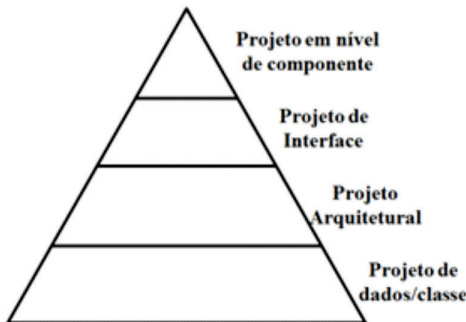 Projeto em nível
de componente
Projeto de
Interface
Projeto
Arquitetural
Projeto de
dados/classe